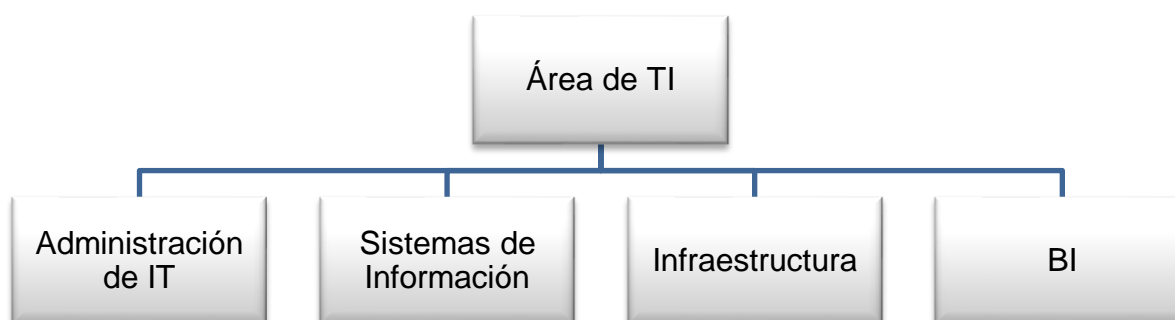 Área de TI
Administración
de IT
Sistemas de
Información
Infraestructura
BI